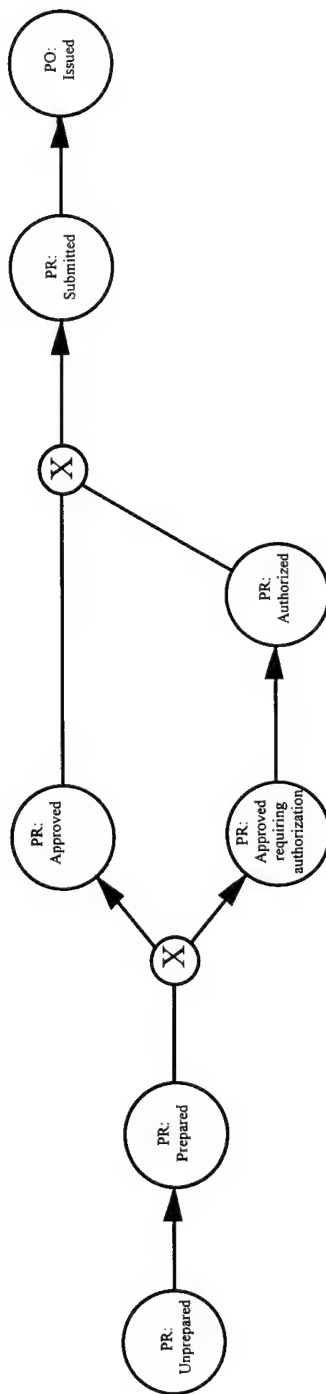 PR:
Unprepared
PR:
Prepared
X
PR:
Approved
PR:
Approved
requiring
authorization
PR:
Authorized
X
PR:
Submitted
PO:
Issued